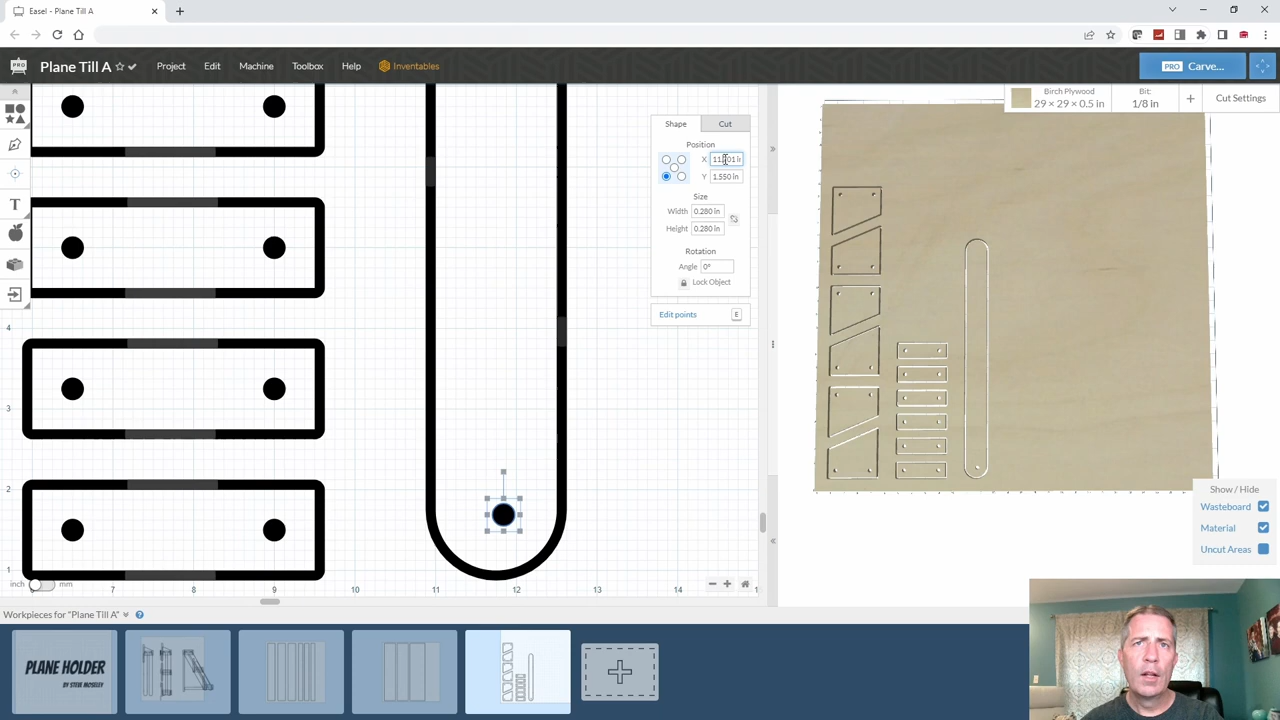 Easel - Plane Till A
PRO Plane Till A Project Edit Machine Toolbox Help Inventables PRO Carve...
Birch Plywood
29 × 29 × 0.5 in
Bit:
1/8 in
Cut Settings
Shape Cut
Position
X
Y 1.550 in
Size
Width 0.280 in
Height 0.280 in
Rotation
Angle 0°
Lock Object
Edit points E
T
4
3
2
1
7 8 9 10 11 12 13 14
inch mm
Show / Hide
Wasteboard
Material
Uncut Areas
Workpieces for "Plane Till A"
PLANE HOLDER
BY STEVE MOSELEY